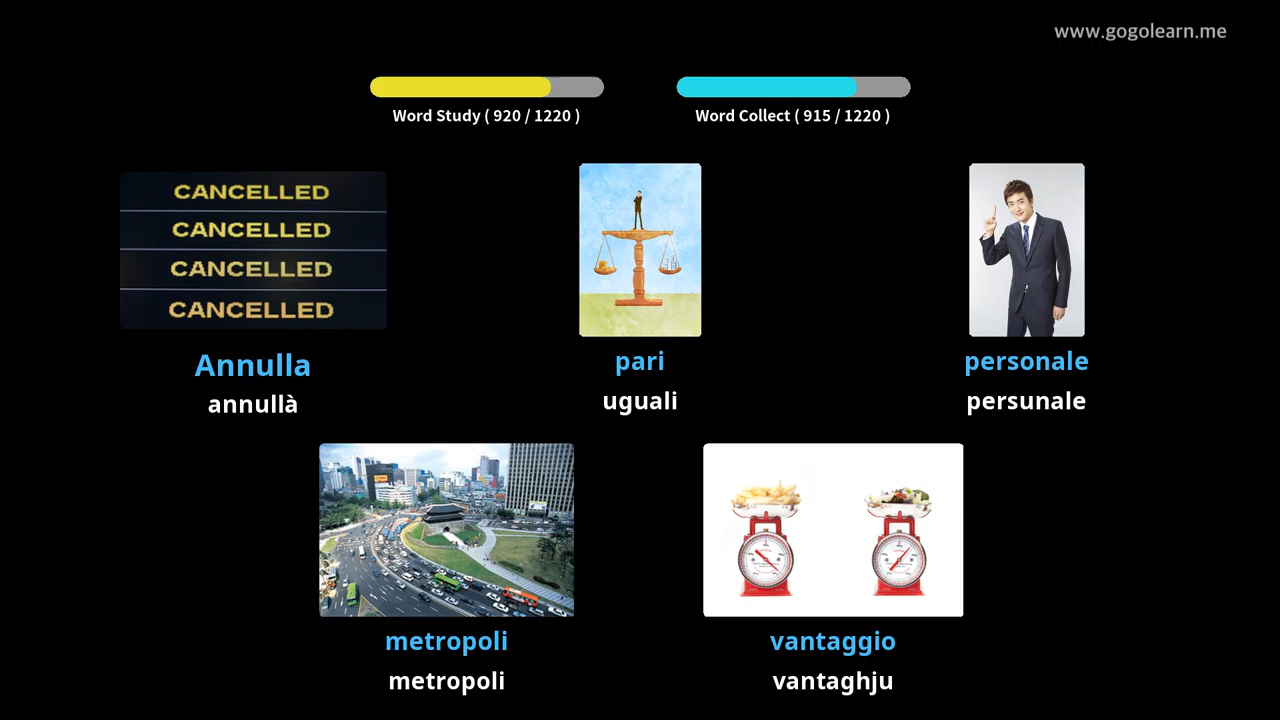 www.gogolearn.me
Word Study ( 920 / 1220 )
Word Collect ( 915 / 1220 )
CANCELLED
CANCELLED
CANCELLED
CANCELLED
Annulla
annullà
pari
uguali
personale
persunale
metropoli
metropoli
vantaggio
vantaghju